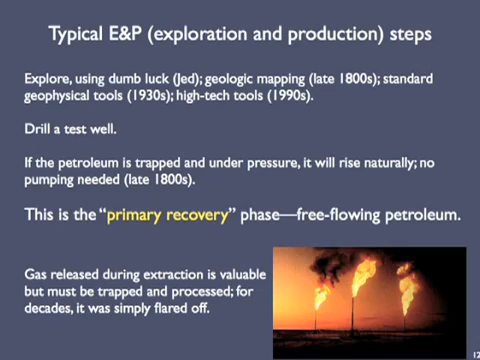 Typical E&P (exploration and production) steps
Explore, using dumb luck (Jed); geologic mapping (late 1800s); standard
geophysical tools (1930s); high-tech tools (1990s).
Drill a test well.
If the petroleum is trapped and under pressure, it will rise naturally; no
pumping needed (late 1800s).
This is the “primary recovery” phase—free-flowing petroleum.
Gas released during extraction is valuable
but must be trapped and processed; for
decades, it was simply flared off.
12